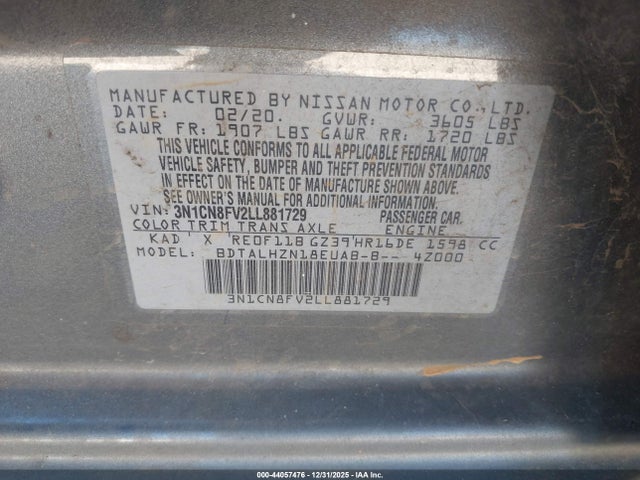 MANUFACTURED BY NISSAN MOTOR CO., LTD.
DATE: 02/20. GVWR: 3605 LBS
GAWR FR: 1907 LBS GAWR RR: 1720 LBS
THIS VEHICLE CONFORMS TO ALL APPLICABLE FEDERAL MOTOR
VEHICLE SAFETY, BUMPER AND THEFT PREVENTION STANDARDS
IN EFFECT ON THE DATE OF MANUFACTURE SHOWN ABOVE.
SEE OWNER'S MANUAL FOR ADDITIONAL INFORMATION.
VIN: 3N1CN8FV2LL881729 PASSENGER CAR.
COLOR TRIM TRANS AXLE ENGINE
KAD X RE0F11B GZ39 HR16DE 1598 CC
MODEL: BDTALHZN18EUAB-B-- 4Z000
3N1CN8FV2LL881729
000-44057476 - 12/31/2025 - IAA Inc.